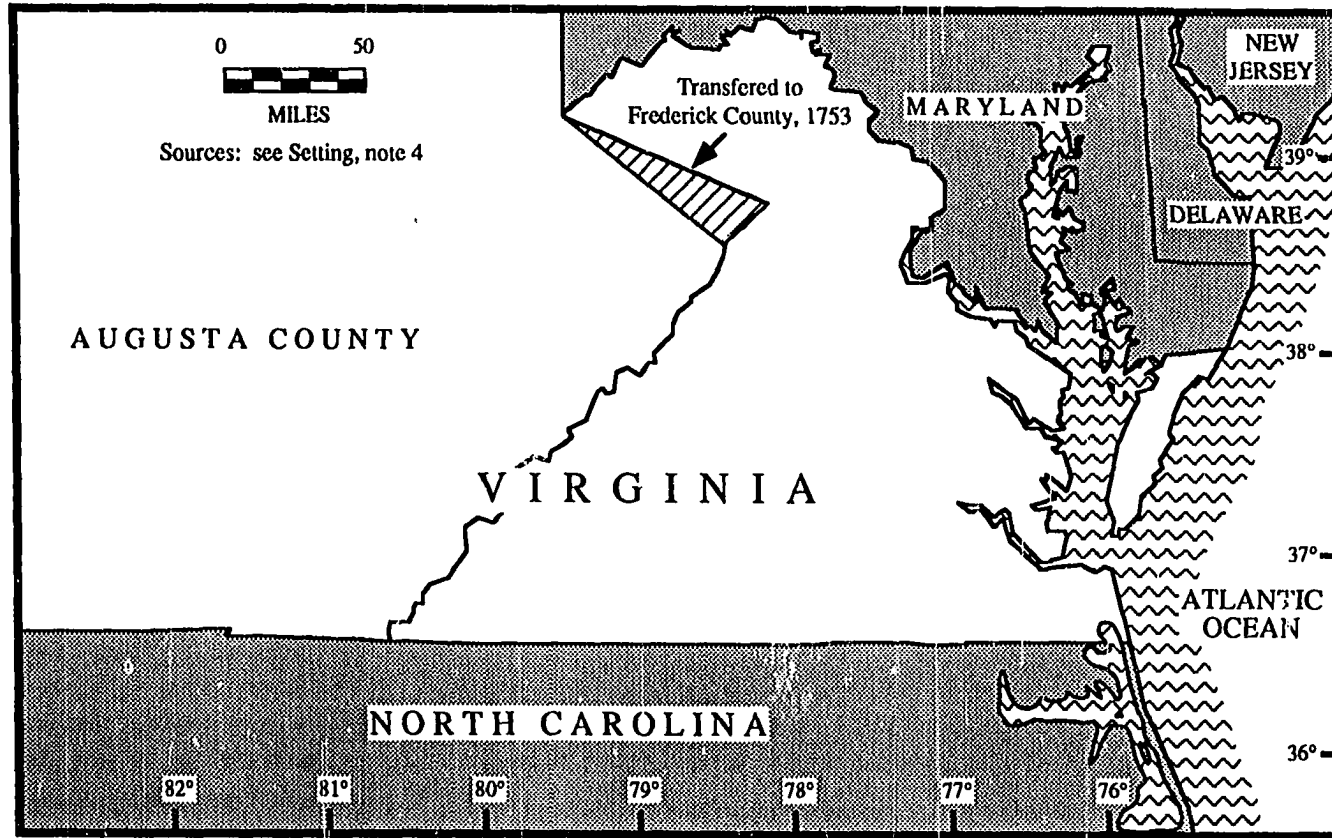 0 50
MILES
Sources: see Setting, note 4
Transfered to
Frederick County, 1753
MARYLAND
NEW
JERSEY
39°
DELAWARE
AUGUSTA COUNTY
38°
VIRGINIA
37°
ATLANTIC
OCEAN
NORTH CAROLINA
36°
82° 81° 80° 79° 78° 77° 76°